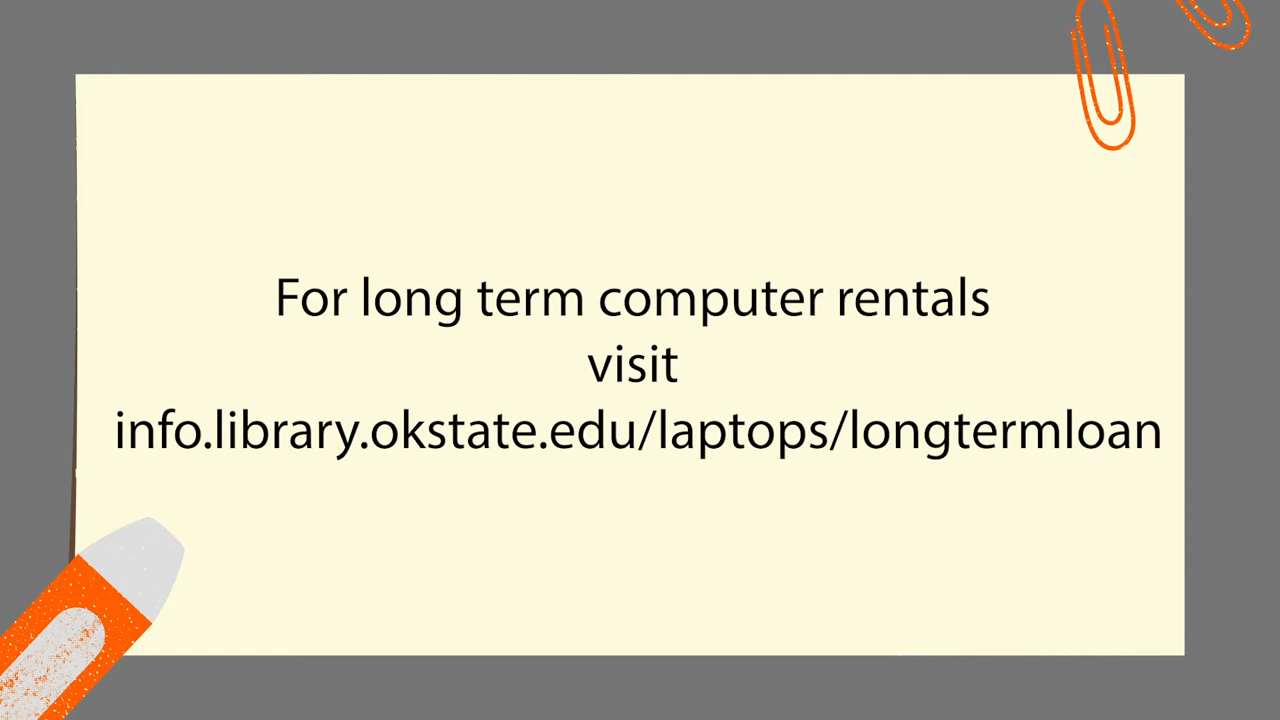 For long term computer rentals
visit
info.library.okstate.edu/laptops/longtermloan